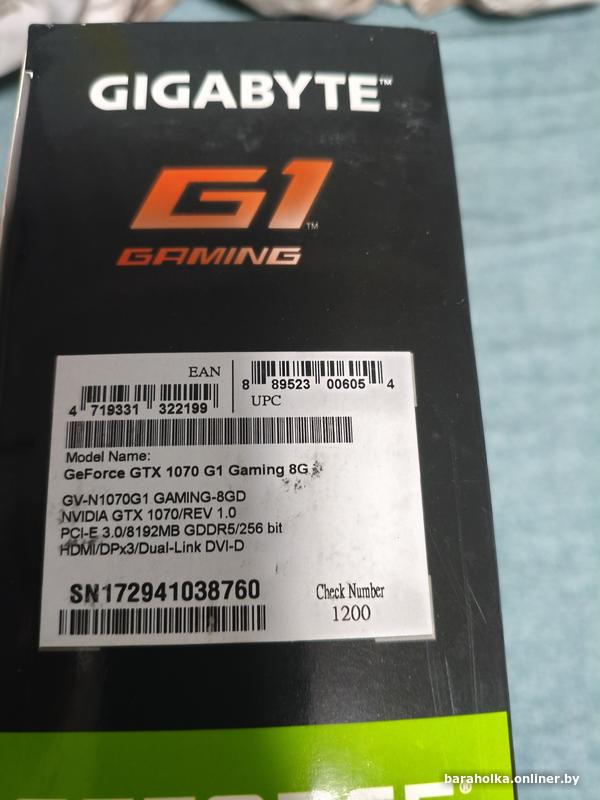 GIGABYTE™
G1™
GAMING
EAN
4 719331 322199
8 89523 00605 4
UPC
Model Name:
GeForce GTX 1070 G1 Gaming 8G
GV-N1070G1 GAMING-8GD
NVIDIA GTX 1070/REV 1.0
PCI-E 3.0/8192MB GDDR5/256 bit
HDMI/DPx3/Dual-Link DVI-D
SN172941038760
Check Number
1200
baraholka.onliner.by